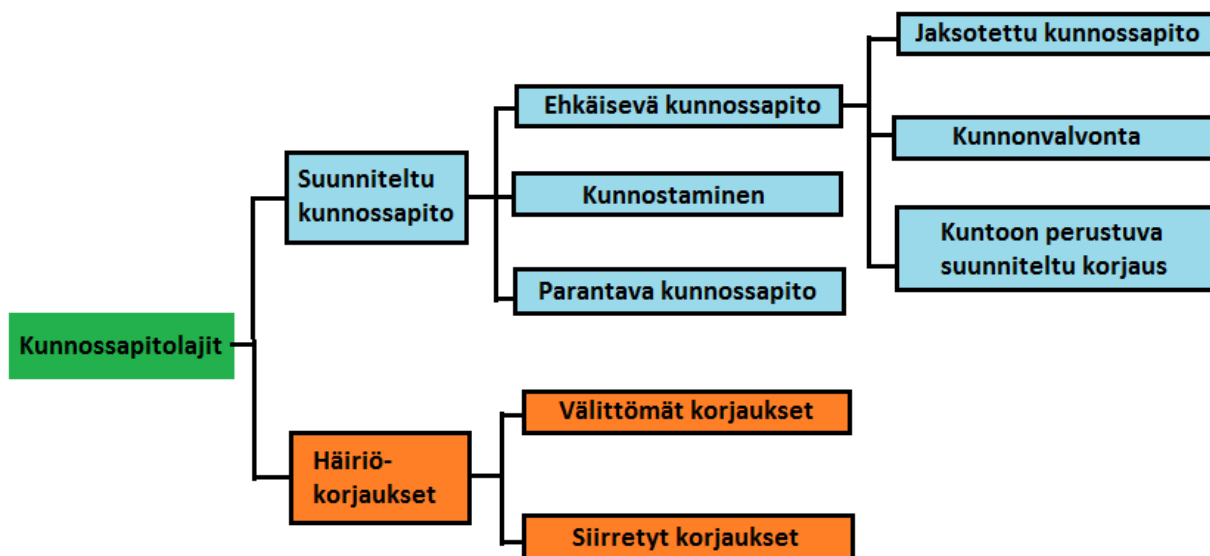 Jaksotettu kunnossapito
Ehkäisevä kunnossapito
Kunnonvalvonta
Suunniteltu
kunnossapito
Kunnostaminen
Kuntoon perustuva
suunniteltu korjaus
Parantava kunnossapito
Kunnossapitolajit
Välittömät korjaukset
Häiriö-
korjaukset
Siirretyt korjaukset